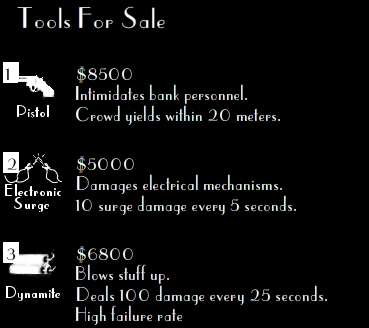 Tools For Sale
1
$8500
Intimidates bank personnel.
Pistol
Crowd yields within 20 meters.
2
$5000
Damages electrical mechanisms.
Electronic
Surge
10 surge damage every 5 seconds.
3
$6800
Blows stuff up.
Dynamite
Deals 100 damage every 25 seconds.
High failure rate